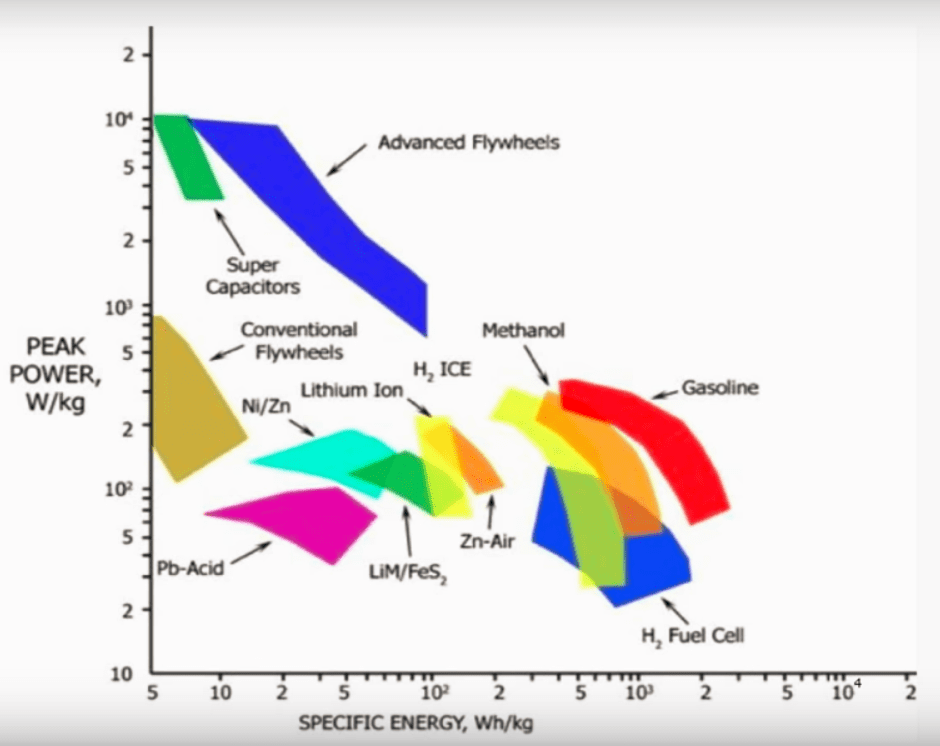 2
10⁴
5
2
10³
5
2
10²
5
2
10
PEAK
POWER,
W/kg
Advanced Flywheels
Super
Capacitors
Conventional
Flywheels
H₂ ICE
Methanol
Gasoline
Lithium Ion
Ni/Zn
Zn-Air
Pb-Acid
LiM/FeS₂
H₂ Fuel Cell
5 10 2 5 10² 2 5 10³ 2 5 10⁴ 2
SPECIFIC ENERGY, Wh/kg